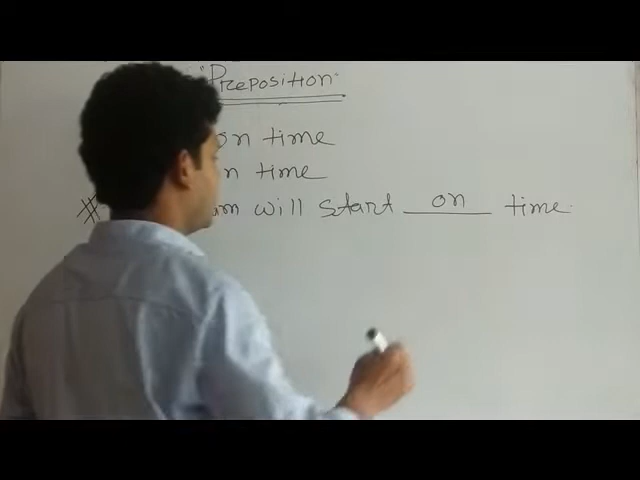 "Preposition"
on time
n time
# will start on time.